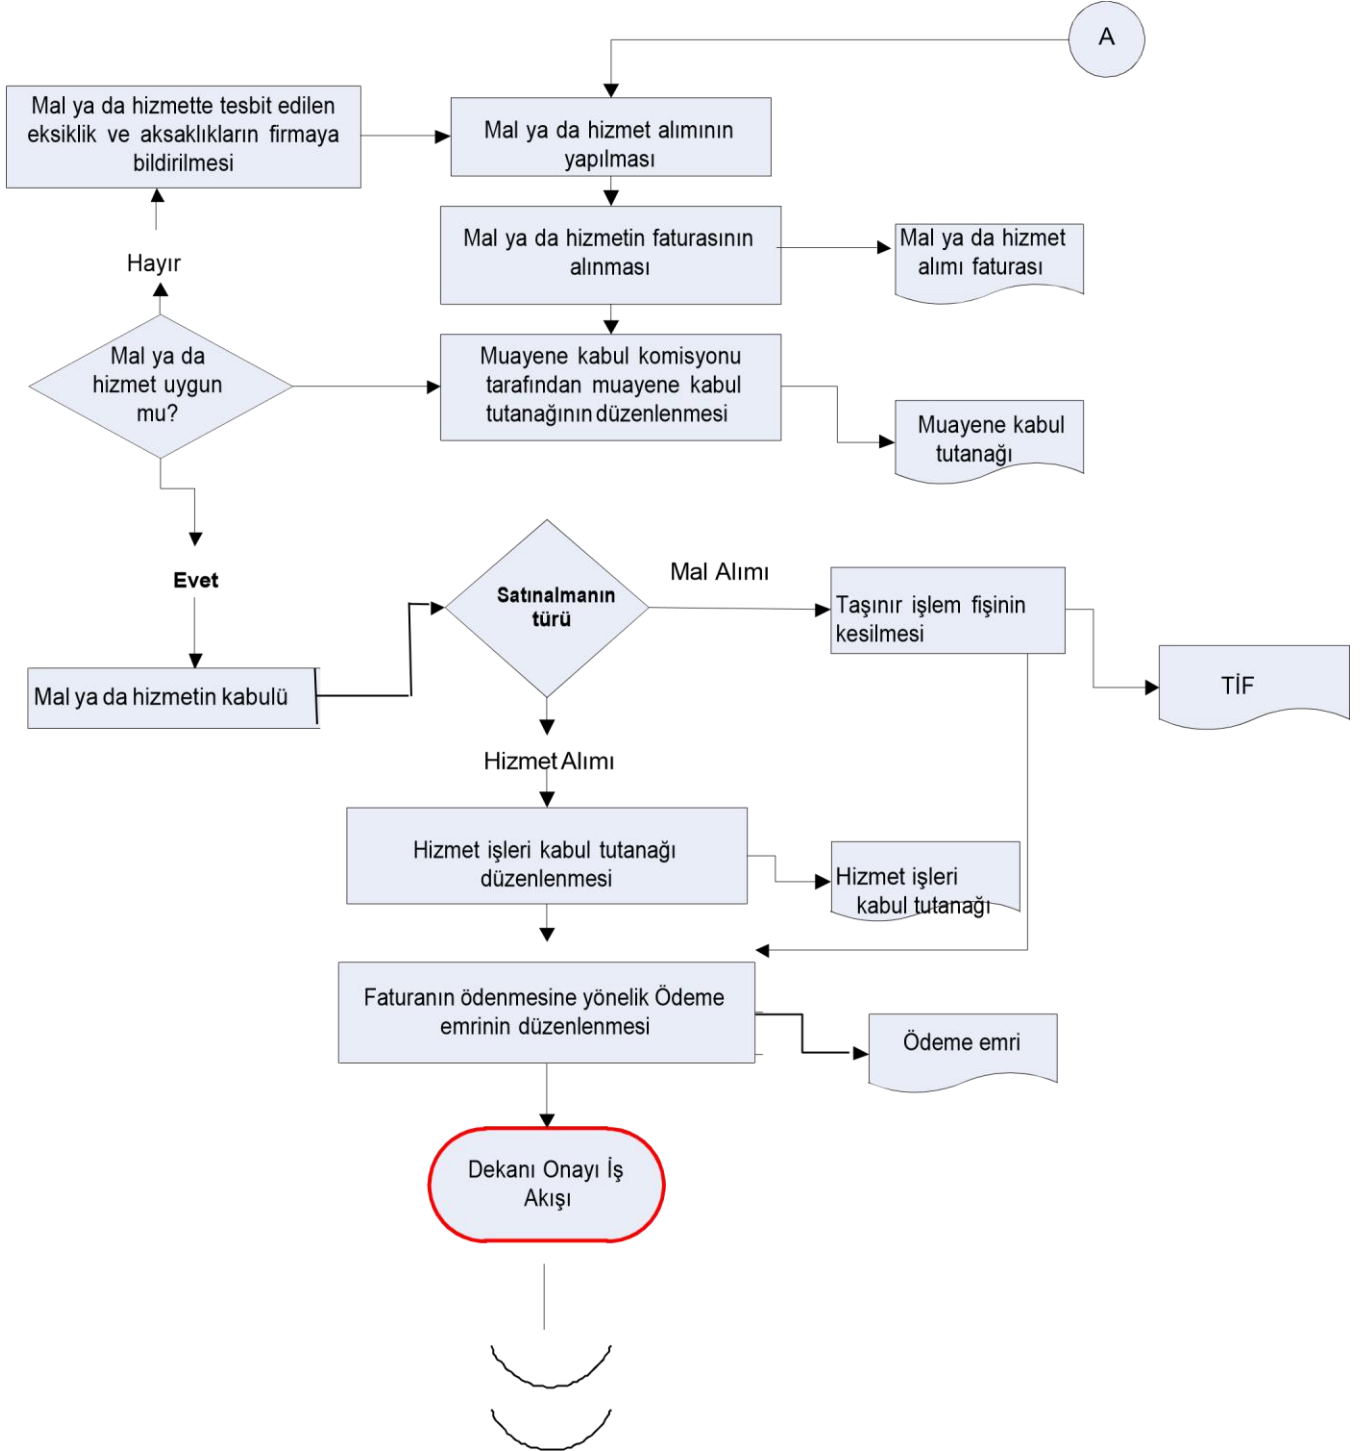 A
Mal ya da hizmette tesbit edilen
eksiklik ve aksaklıkların firmaya
bildirilmesi
Mal ya da hizmet alımının
yapılması
Mal ya da hizmetin faturasının
alınması
Mal ya da hizmet
alımı faturası
Hayır
Mal ya da
hizmet uygun
mu?
Muayene kabul komisyonu
tarafından muayene kabul
tutanağının düzenlenmesi
Muayene kabul
tutanağı
Evet
Satınalmanın
türü
Mal Alımı
Taşınır işlem fişinin
kesilmesi
TİF
Mal ya da hizmetin kabulü
Hizmet Alımı
Hizmet işleri kabul tutanağı
düzenlenmesi
Hizmet işleri
kabul tutanağı
Faturanın ödenmesine yönelik Ödeme
emrinin düzenlenmesi
Ödeme emri
Dekanı Onayı İş
Akışı